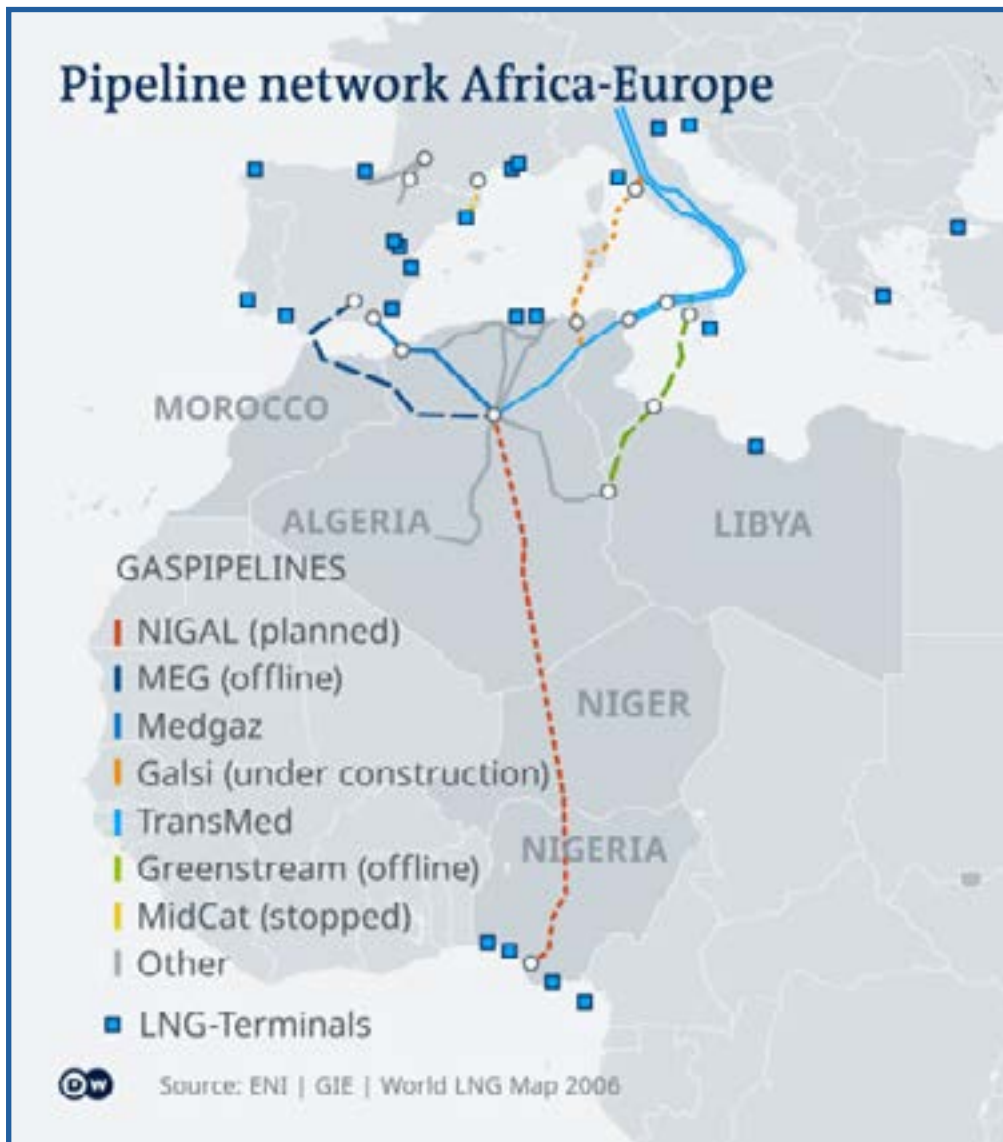 Pipeline network Africa-Europe
MOROCCO
ALGERIA
LIBYA
GASPIPELINES
NIGAL (planned)
MEG (offline)
Medgaz
NIGER
Galsi (under construction)
TransMed
NIGERIA
Greenstream (offline)
MidCat (stopped)
Other
LNG-Terminals
DW
Source: ENI | GIE | World LNG Map 2006